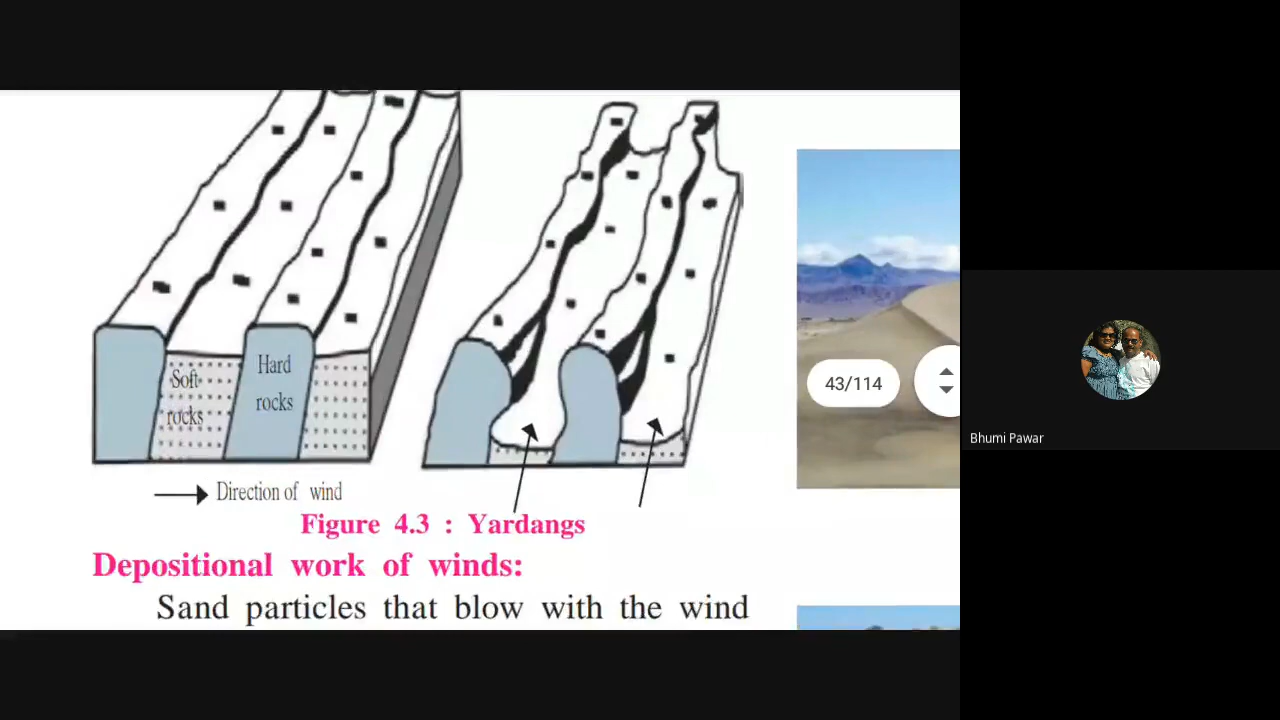 Soft
rocks
Hard
rocks
Direction of wind
Figure 4.3 : Yardangs
Depositional work of winds:
Sand particles that blow with the wind
43/114
Bhumi Pawar